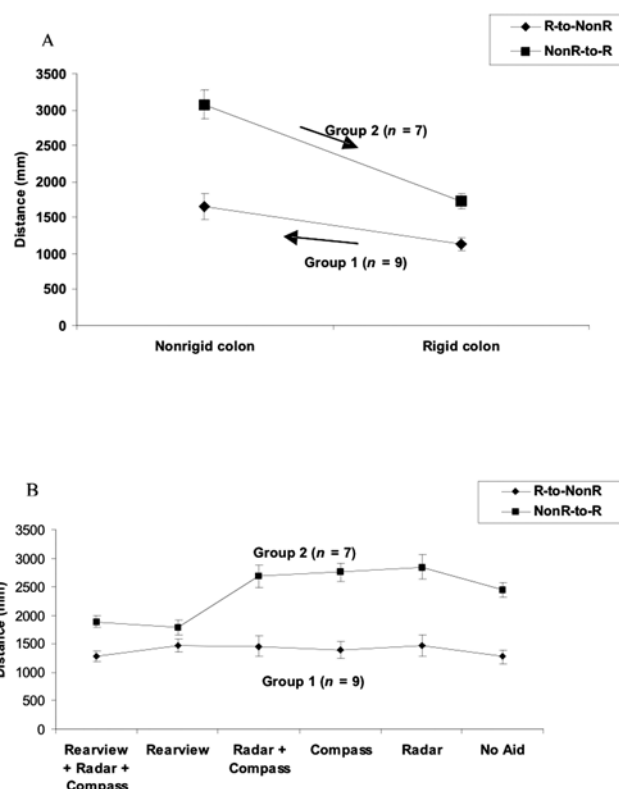 A
R-to-NonR
NonR-to-R
3500
3000
2500
2000
1500
1000
500
0
Distance (mm)
Group 2 (n = 7)
Group 1 (n = 9)
Nonrigid colon
Rigid colon
B
R-to-NonR
NonR-to-R
3500
3000
2500
2000
1500
1000
500
0
Distance (mm)
Group 2 (n = 7)
Group 1 (n = 9)
Rearview
+ Radar +
Compass
Rearview
Radar +
Compass
Compass
Radar
No Aid